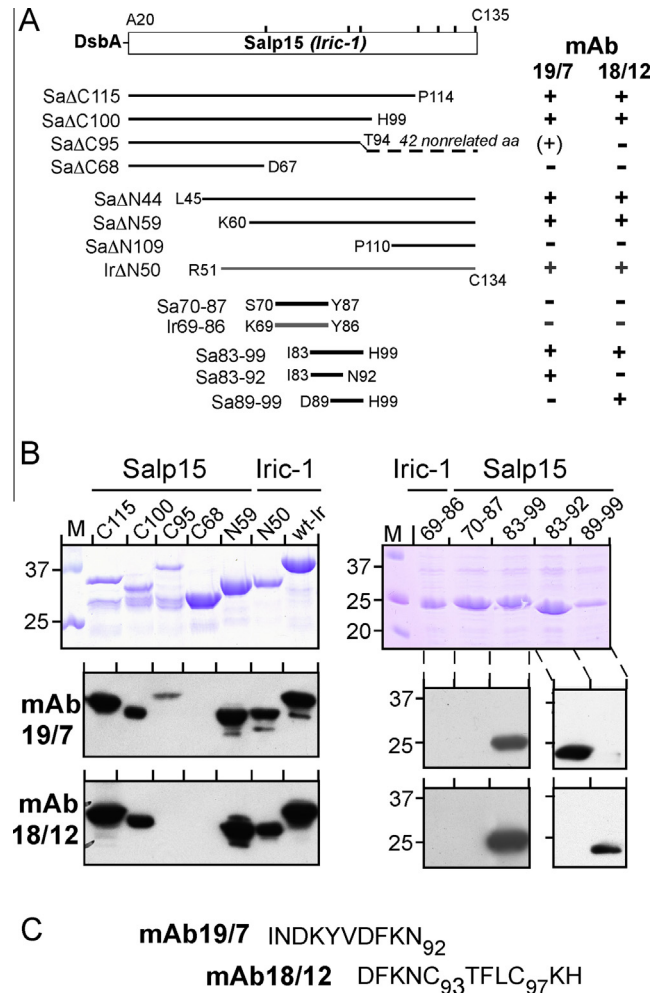 A
A20 C135
DsbA Salp15 (Iric-1)
mAb
19/7 18/12
SaΔC115 P114 + +
SaΔC100 H99 + +
SaΔC95 T94 42 nonrelated aa (+) -
SaΔC68 D67 - -
SaΔN44 L45 + +
SaΔN59 K60 + +
SaΔN109 P110 - -
IrΔN50 R51 C134 + +
Sa70-87 S70 Y87 - -
Ir69-86 K69 Y86 - -
Sa83-99 I83 H99 + +
Sa83-92 I83 N92 + -
Sa89-99 D89 H99 - +
B
Salp15 Iric-1
M C115 C100 C95 C68 N59 N50 wt-Ir
37
25
mAb 
19/7
mAb
18/12
Iric-1 Salp15
M 69-86 70-87 83-99 83-92 89-99
37
25
20
37
25
37
25
C
mAb19/7 INDKYVDFKN92
mAb18/12 DFKNC93TFLC97KH